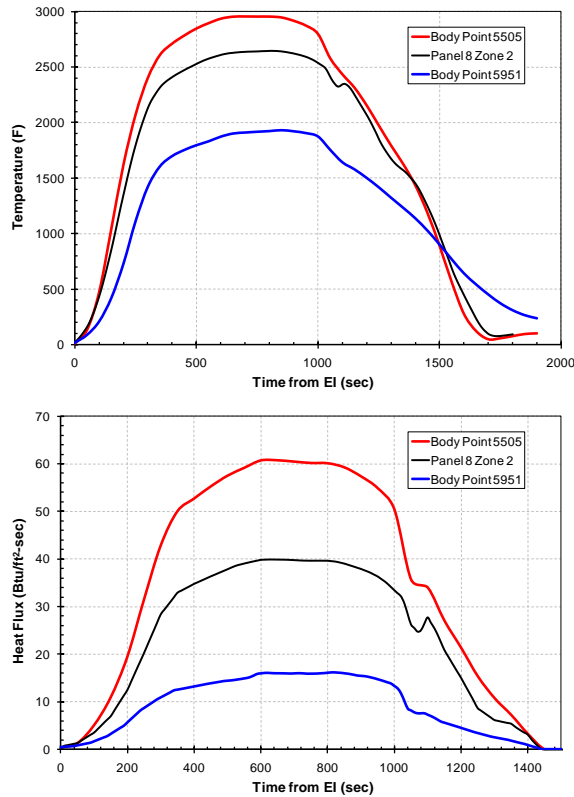 3000
2500
2000
1500
1000
500
0
Temperature (F)
Body Point 5505
Panel 8 Zone 2
Body Point 5951
0 500 1000 1500 2000
Time from EI (sec)
70
60
50
40
30
20
10
0
Heat Flux (Btu/ft²-sec)
Body Point 5505
Panel 8 Zone 2
Body Point 5951
0 200 400 600 800 1000 1200 1400
Time from EI (sec)